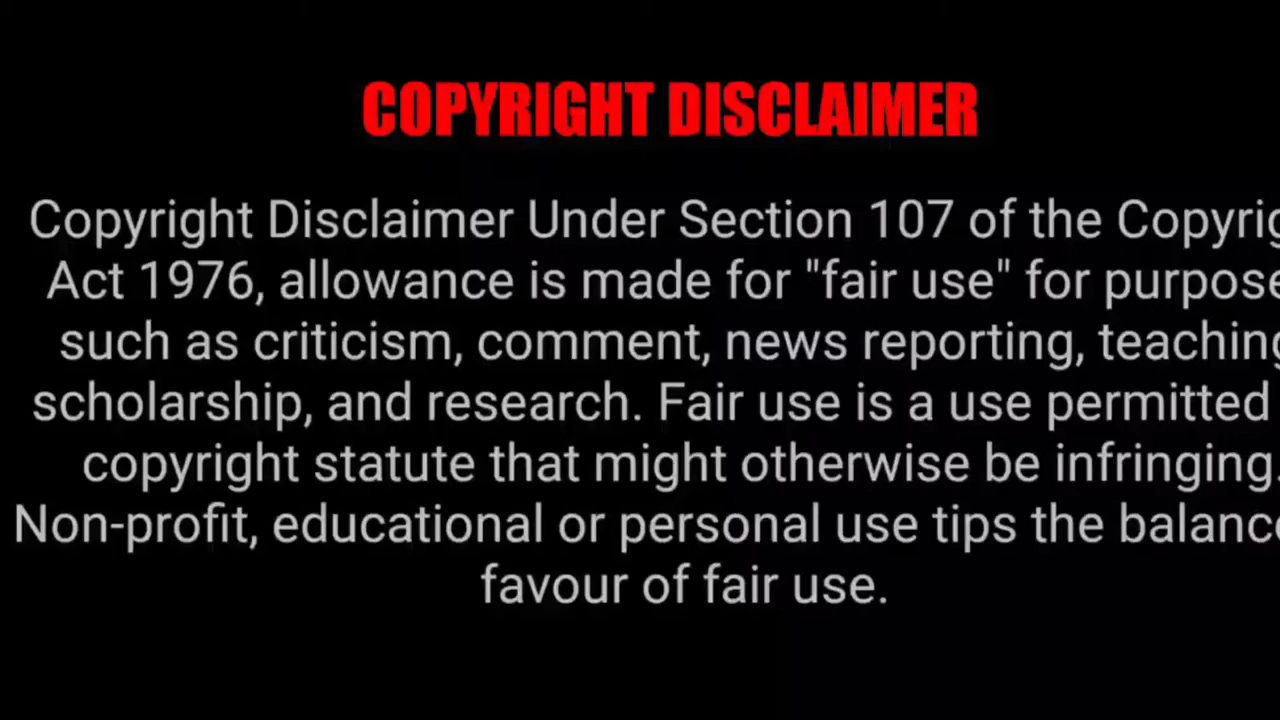 COPYRIGHT DISCLAIMER
Copyright Disclaimer Under Section 107 of the Copyrig
Act 1976, allowance is made for "fair use" for purpose
such as criticism, comment, news reporting, teaching
scholarship, and research. Fair use is a use permitted
copyright statute that might otherwise be infringing.
Non-profit, educational or personal use tips the balance
favour of fair use.